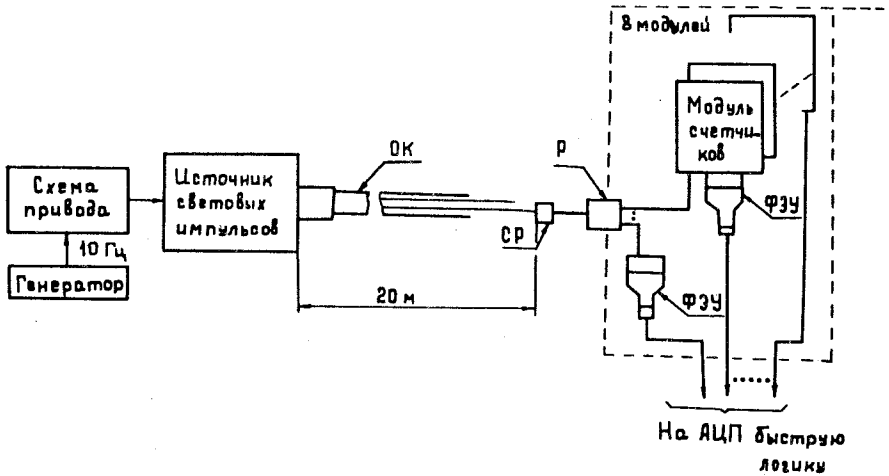 8 модулей
Модуль
счетчи-
ков
ОК
Р
Схема
привода
Источник
световых
импульсов
ФЭУ
СР
10 Гц
Генератор
20 м
ФЭУ
На АЦП быструю
логику